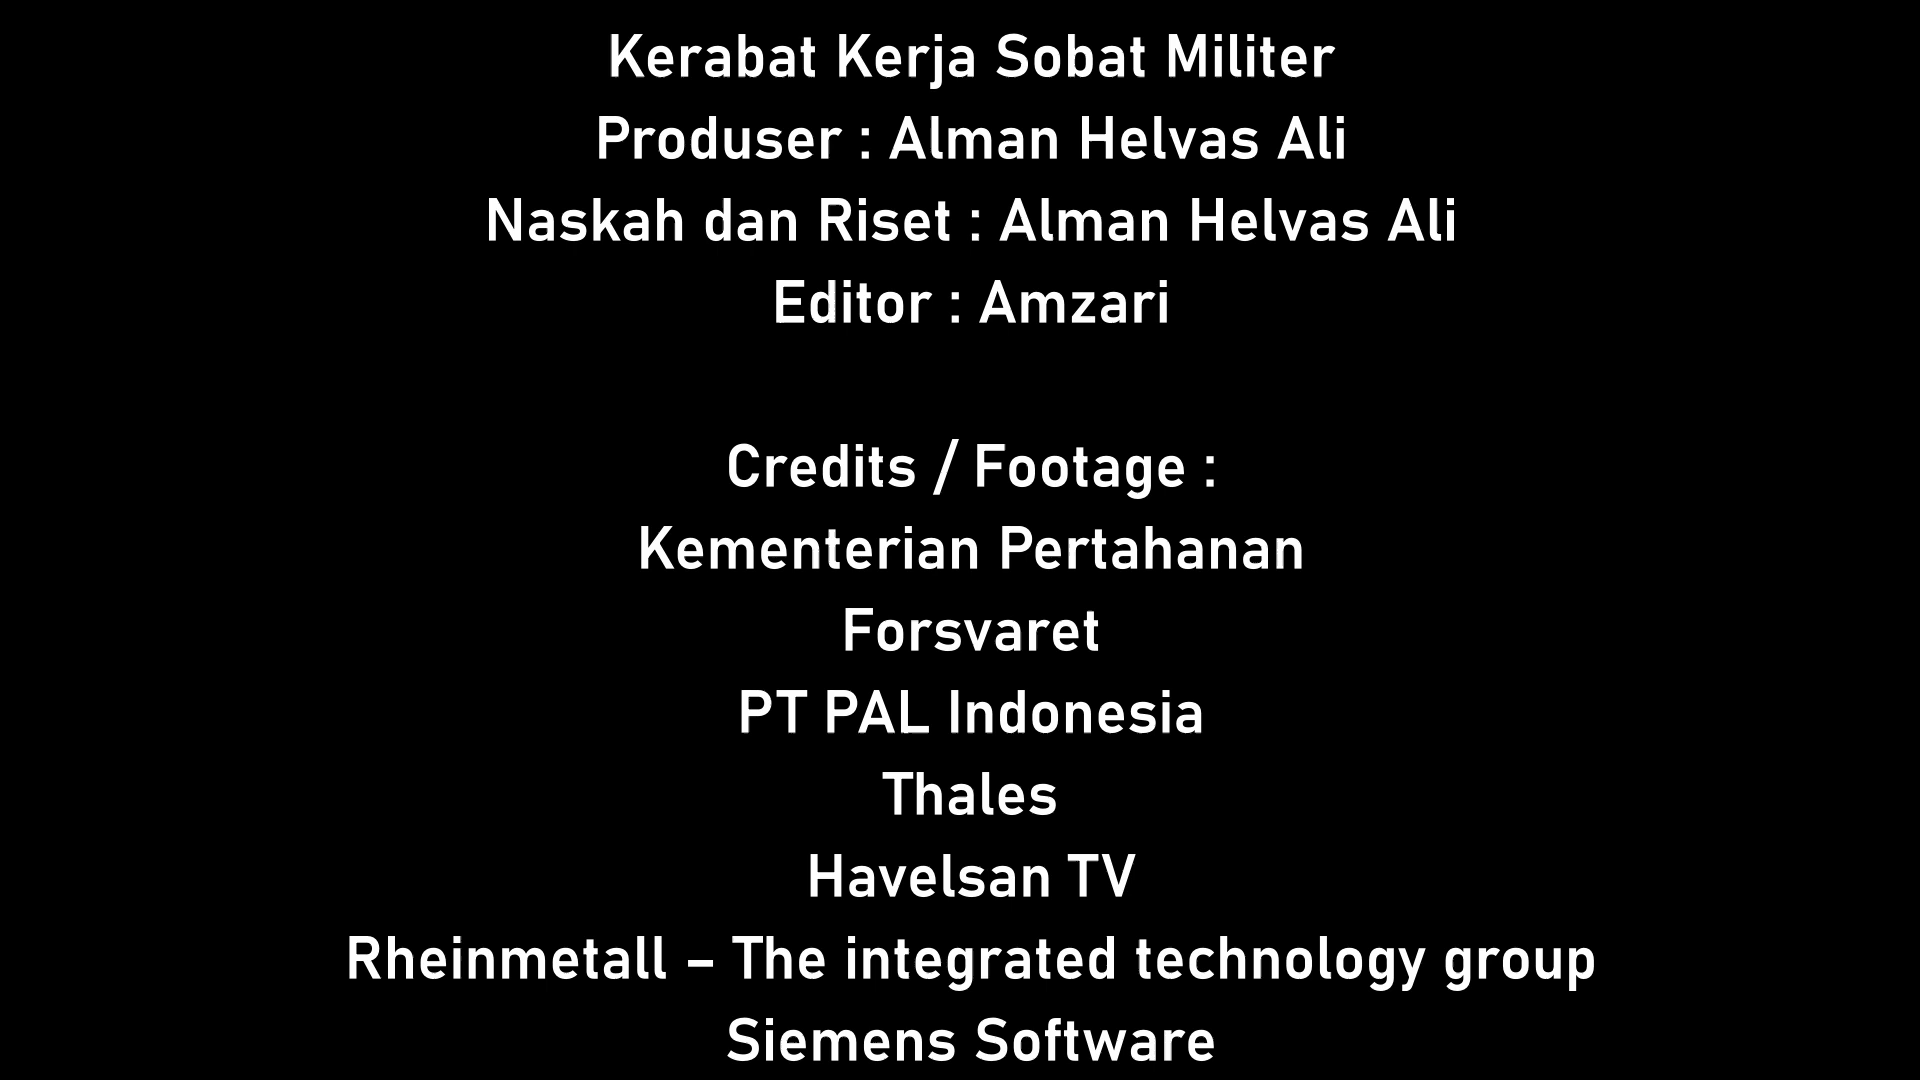 Kerabat Kerja Sobat Militer
Produser : Alman Helvas Ali
Naskah dan Riset : Alman Helvas Ali
Editor : Amzari
Credits / Footage :
Kementerian Pertahanan
Forsvaret
PT PAL Indonesia
Thales
Havelsan TV
Rheinmetall – The integrated technology group
Siemens Software